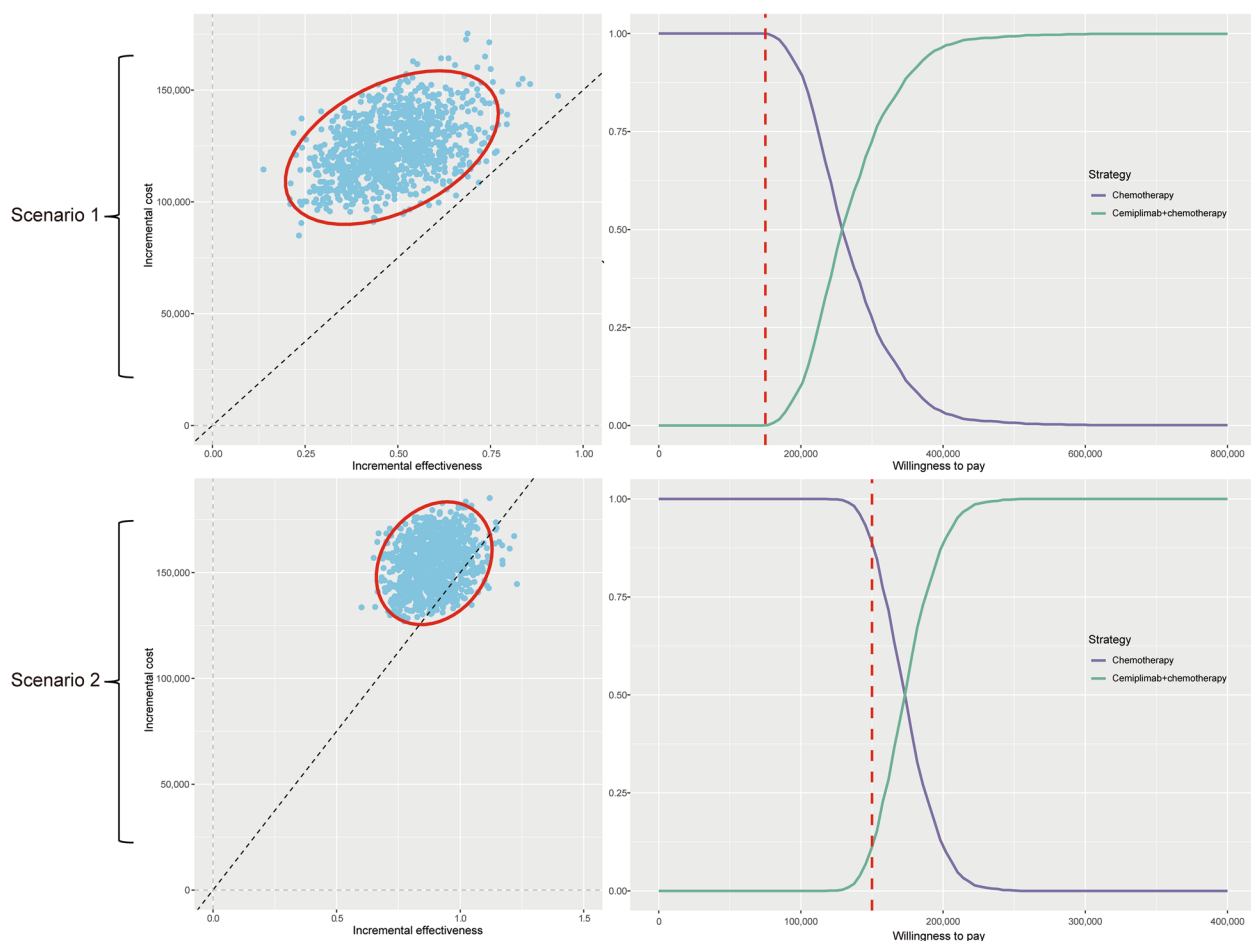 Scenario 1
Incremental cost
150,000
100,000
50,000
0
0.00
0.25
0.50
0.75
1.00
Incremental effectiveness
1.00
0.75
0.50
0.25
0.00
0
200,000
400,000
600,000
800,000
Willingness to pay
Strategy
Chemotherapy
Cemiplimab+chemotherapy
Scenario 2
Incremental cost
150,000
100,000
50,000
0
0.0
0.5
1.0
1.5
Incremental effectiveness
1.00
0.75
0.50
0.25
0.00
0
100,000
200,000
300,000
400,000
Willingness to pay
Strategy
Chemotherapy
Cemiplimab+chemotherapy